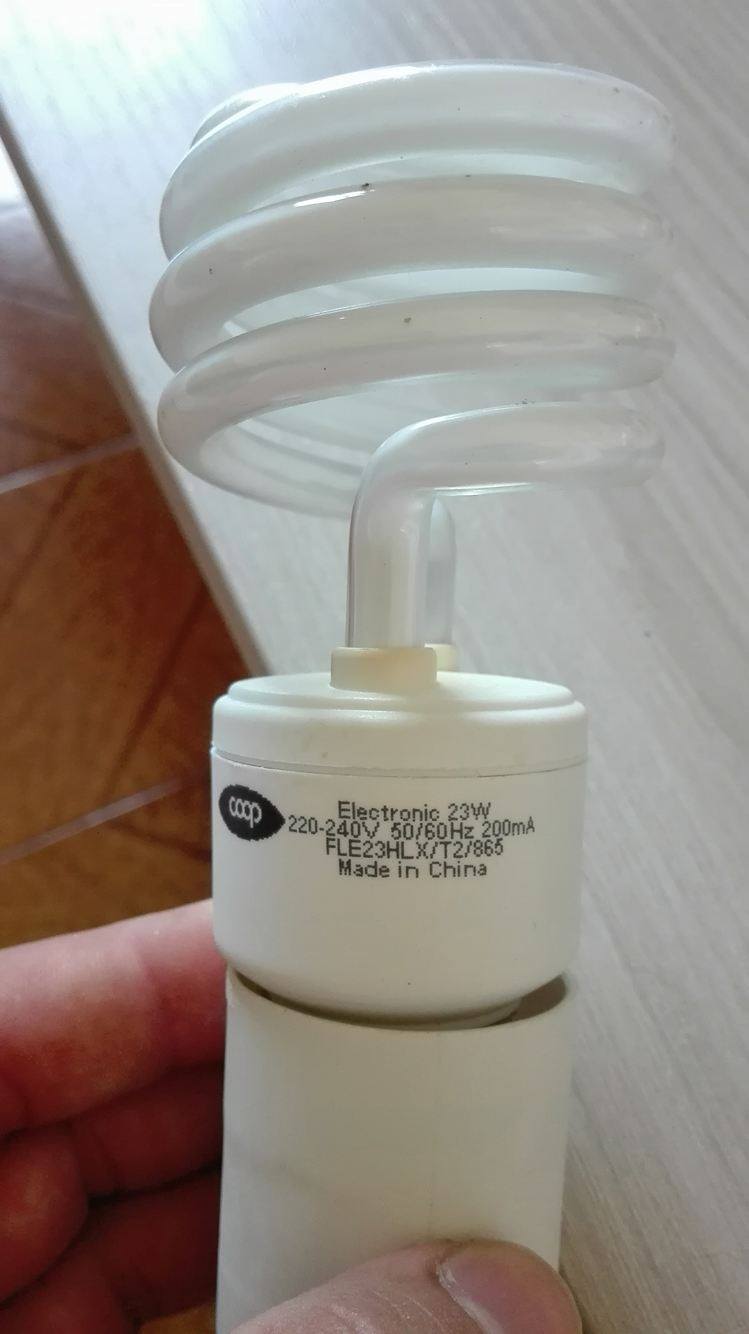 coop
Electronic 23W
220-240V 50/60Hz 200mA
FLE23HLX/T2/865
Made in China